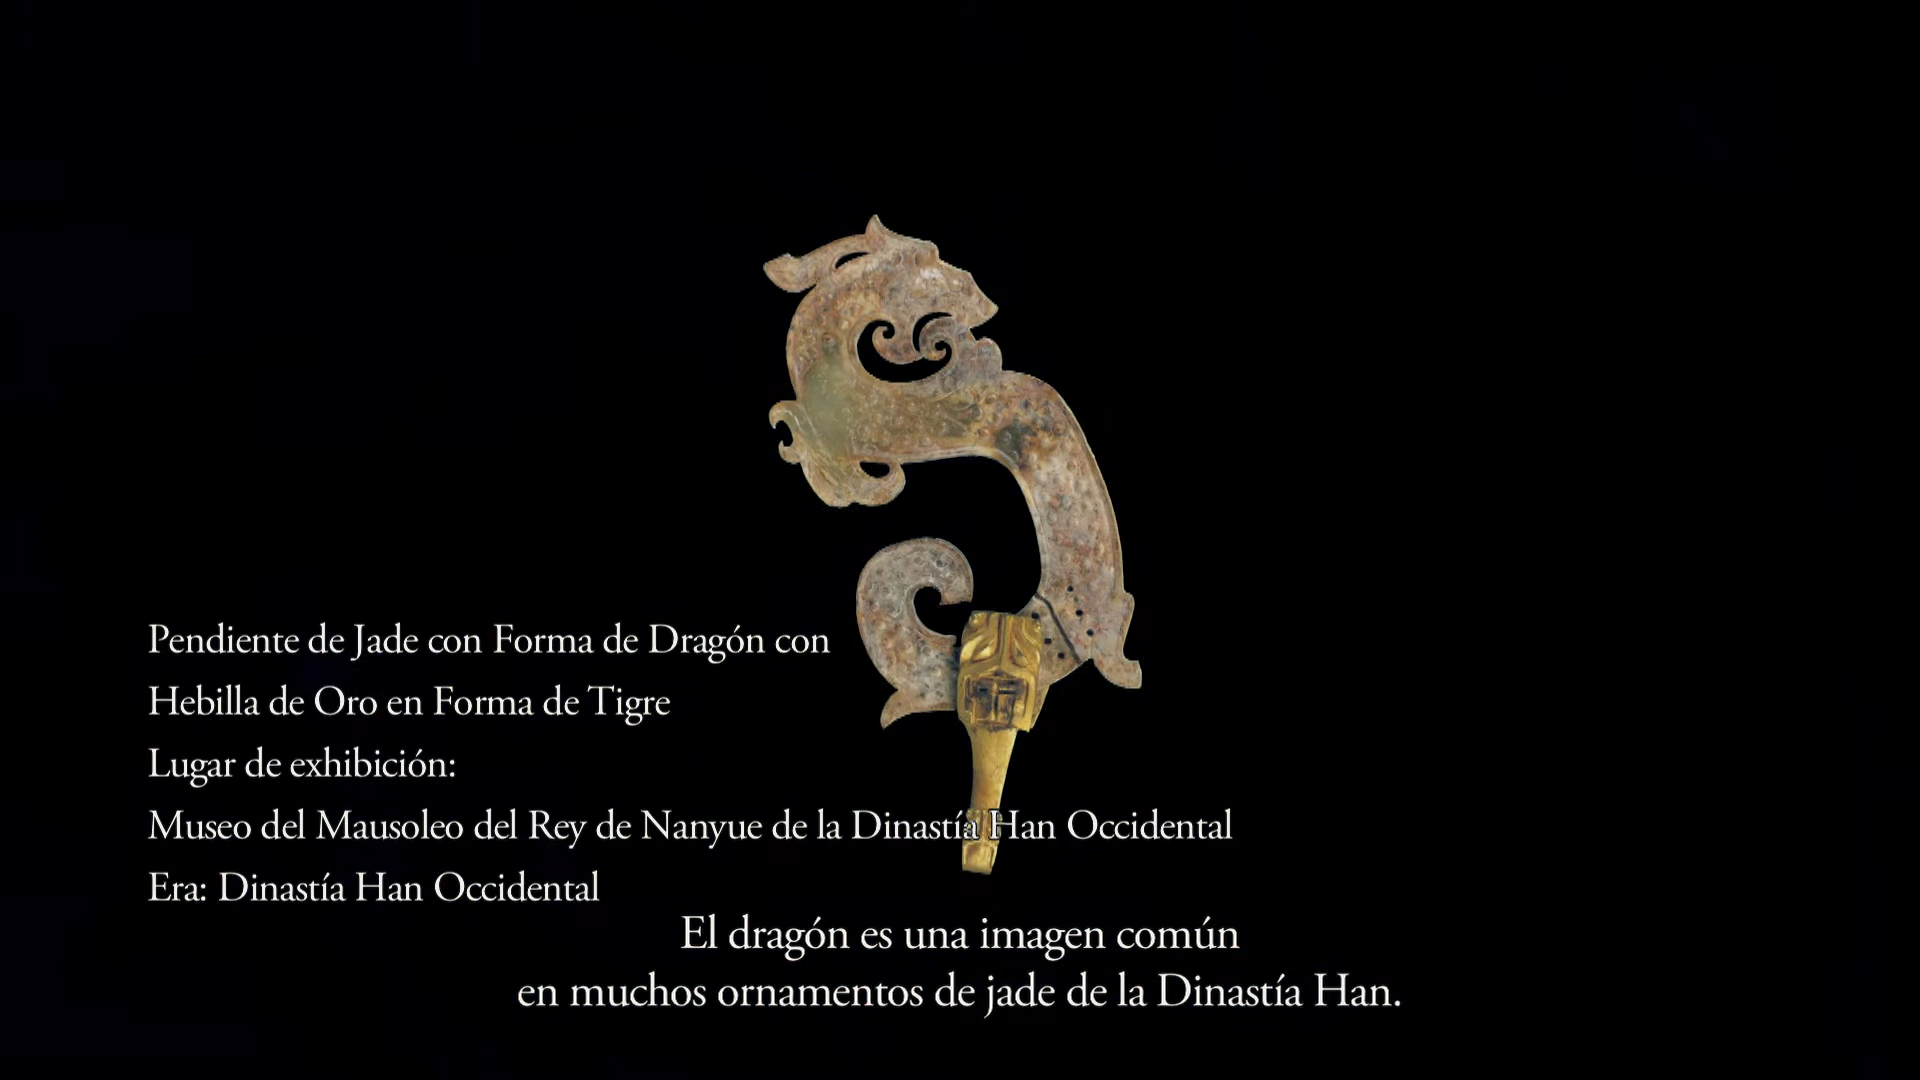 Pendiente de Jade con Forma de Dragón con
Hebilla de Oro en Forma de Tigre
Lugar de exhibición:
Museo del Mausoleo del Rey de Nanyue de la Dinastía Han Occidental
Era: Dinastía Han Occidental
El dragón es una imagen común
en muchos ornamentos de jade de la Dinastía Han.